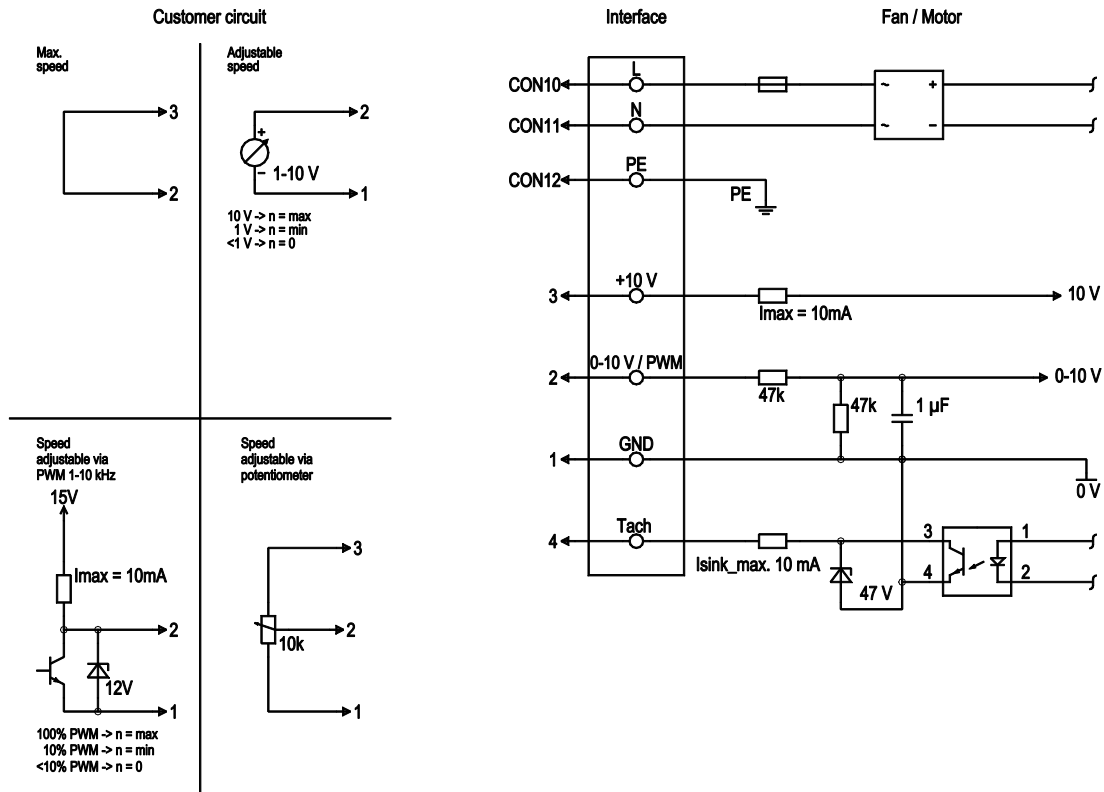 Customer circuit
Interface
Fan / Motor
Max.
speed
3
2
Adjustable
speed
2
+
1-10 V
−
1
10 V -> n = max
1 V -> n = min
<1 V -> n = 0
Speed
adjustable via
PWM 1-10 kHz
15V
Imax = 10mA
2
12V
1
100% PWM -> n = max
10% PWM -> n = min
<10% PWM -> n = 0
Speed
adjustable via
potentiometer
3
2
10k
1
L
CON10
~ +
N
CON11
~ −
PE
CON12
PE
+10 V
3
10 V
Imax = 10mA
0-10 V / PWM
2
0-10 V
47k
47k
1 µF
GND
1
0 V
Tach
4
3
1
Isink_max. 10 mA
4
2
47 V